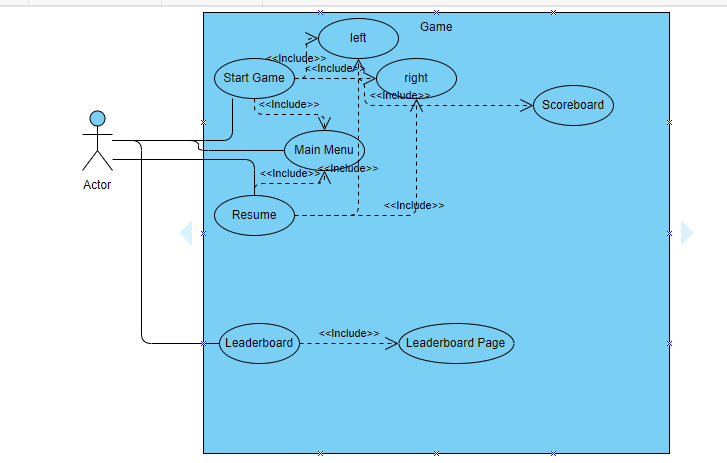 Game
left
<<Include>>
<<Include>>
Start Game
right
<<Include>>
<<Include>>
Scoreboard
Main Menu
<<Include>>
<<Include>>
Actor
<<Include>>
Resume
Leaderboard
<<Include>>
Leaderboard Page